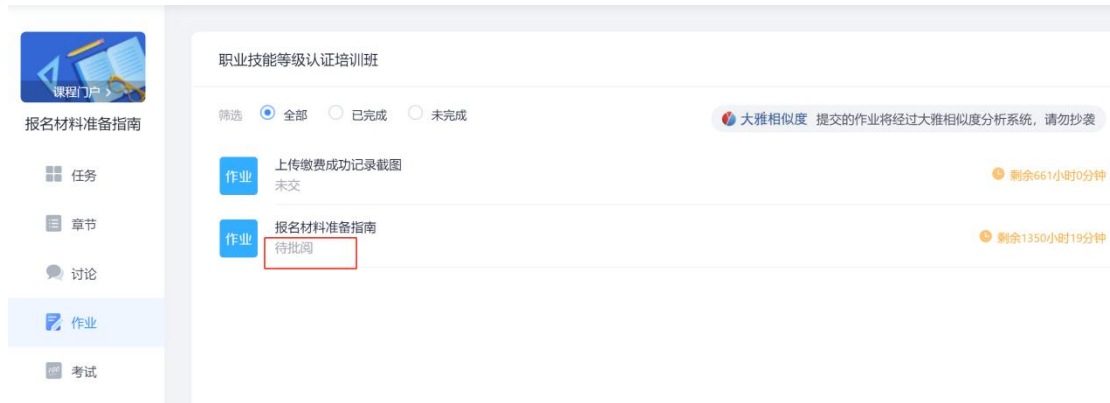 课程门户 >
报名材料准备指南
任务
章节
讨论
作业
考试
职业技能等级认证培训班
筛选 全部 未完成 已完成
大雅相似度 提交的作业将经过大雅相似度分析系统，请勿抄袭
作业
上传缴费成功记录截图
未交
剩余661小时0分钟
作业
报名材料准备指南
待批阅
剩余1350小时19分钟